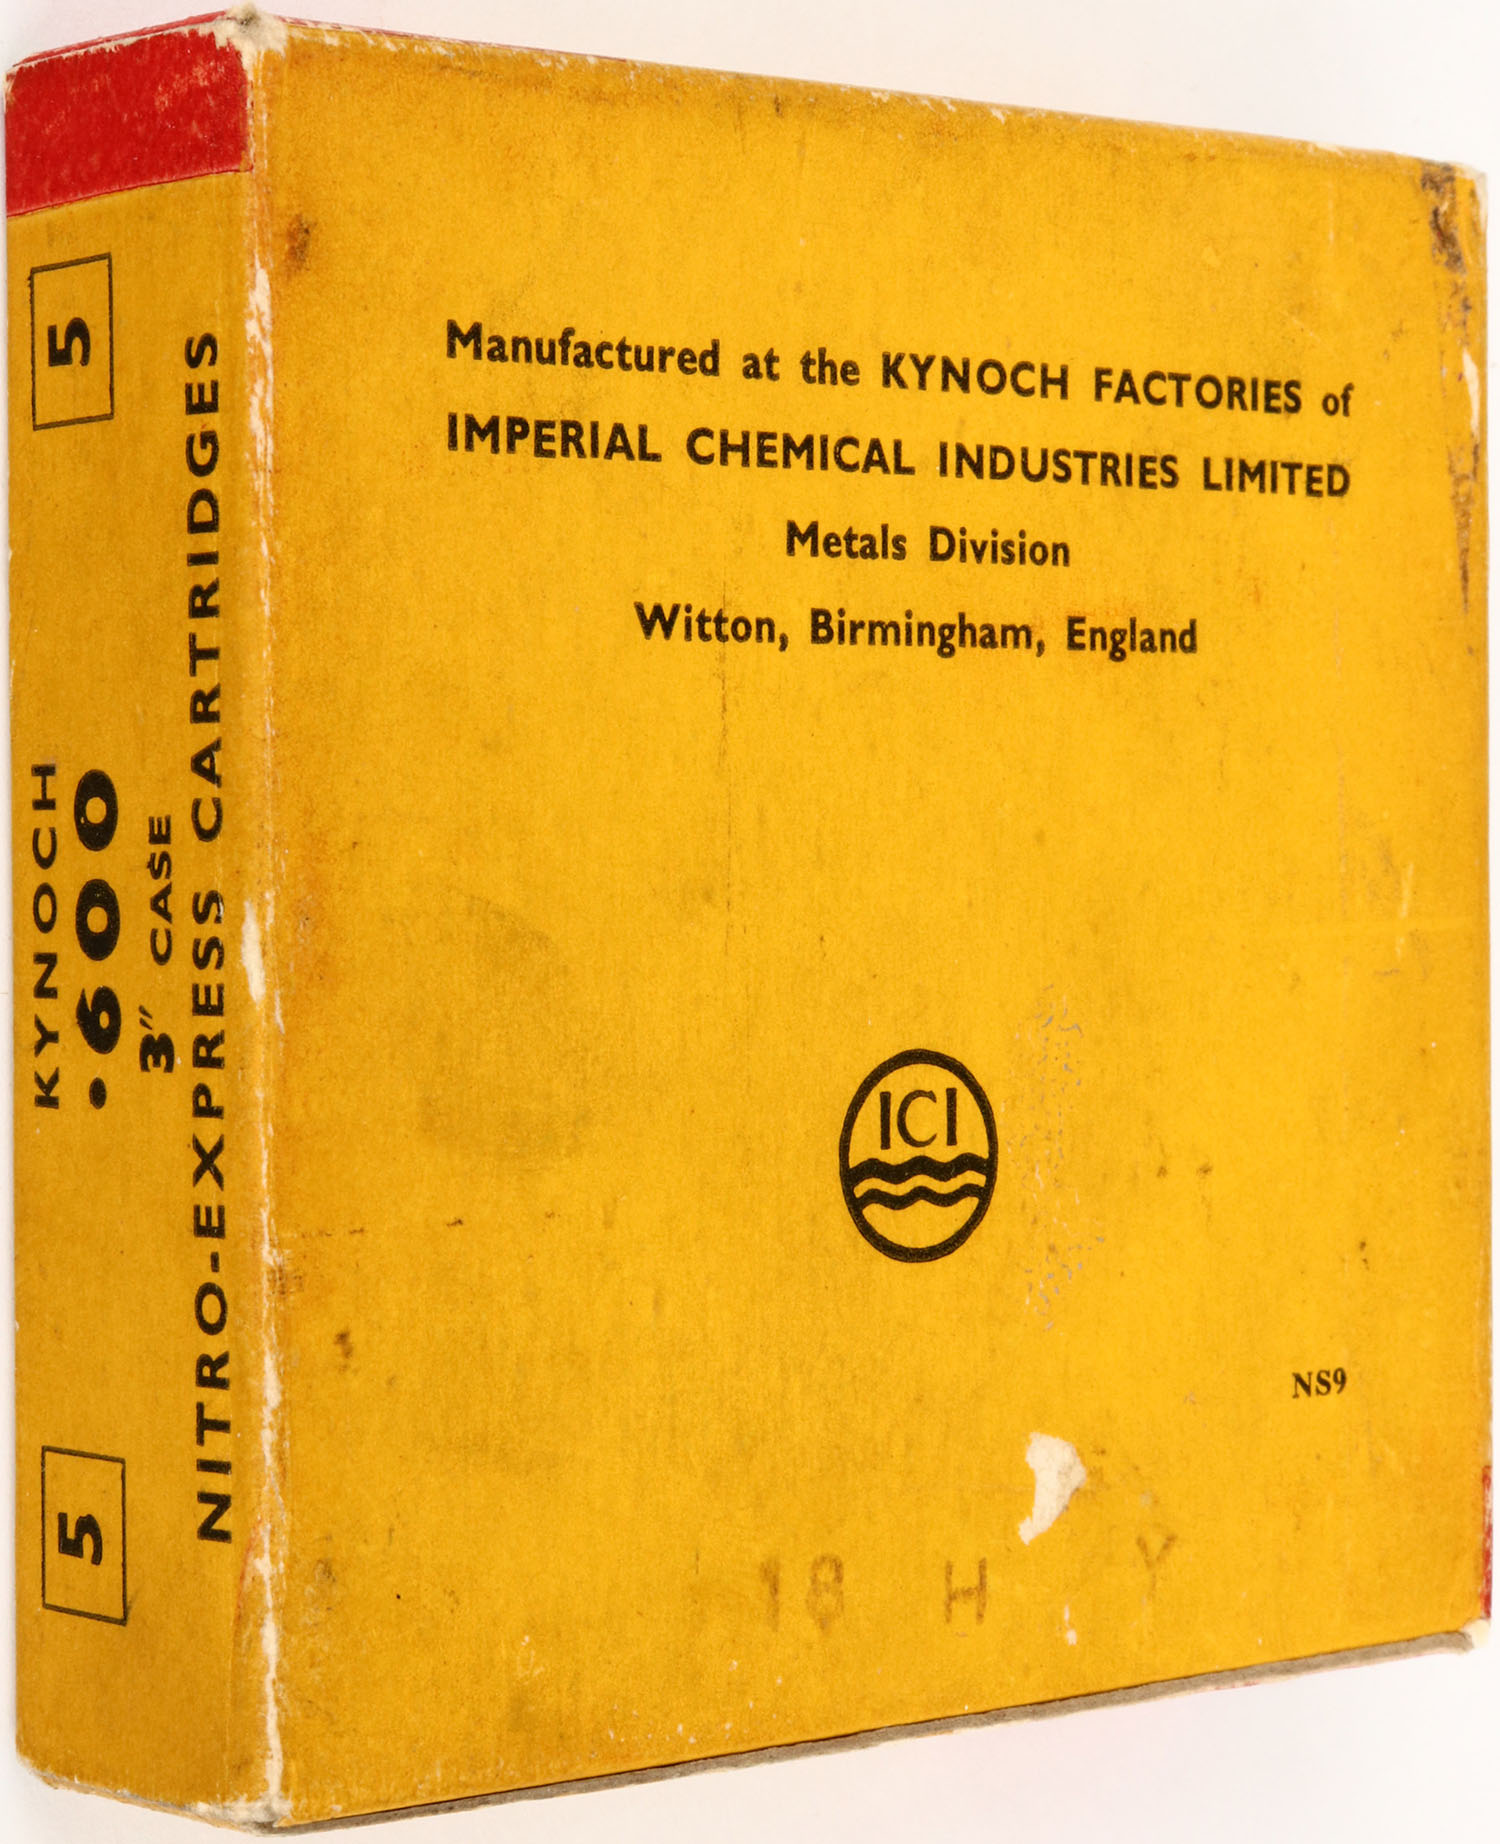 5
KYNOCH
.600
3" CASE
NITRO-EXPRESS CARTRIDGES
5
Manufactured at the KYNOCH FACTORIES of
IMPERIAL CHEMICAL INDUSTRIES LIMITED
Metals Division
Witton, Birmingham, England
ICI
NS9
18 H Y